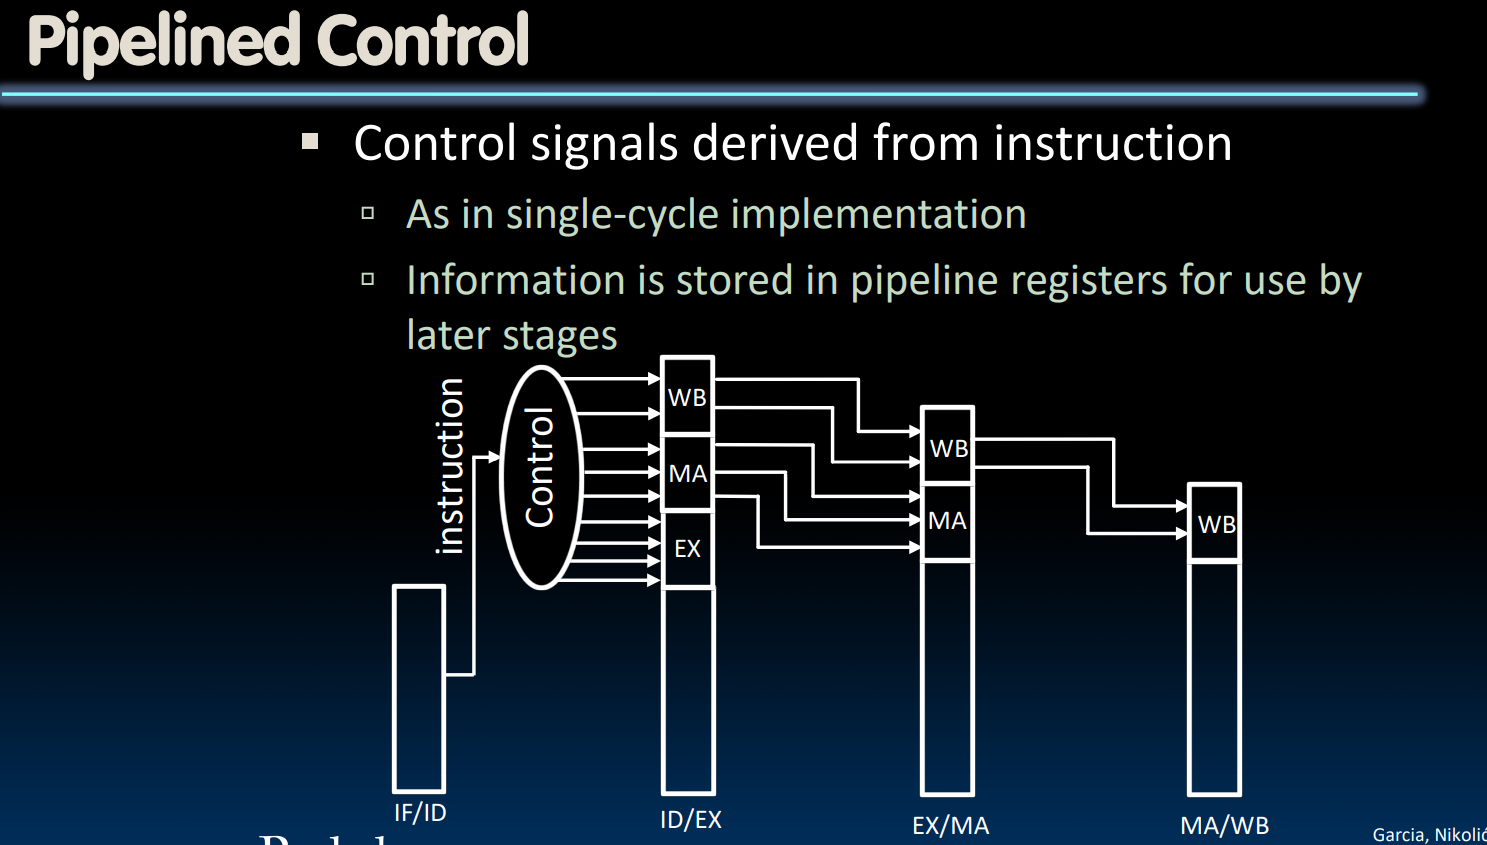 Pipelined Control
Control signals derived from instruction
As in single-cycle implementation
Information is stored in pipeline registers for use by
later stages
instruction
Control
WB
MA
EX
WB
MA
WB
IF/ID
ID/EX
EX/MA
MA/WB
Garcia, Nikolić